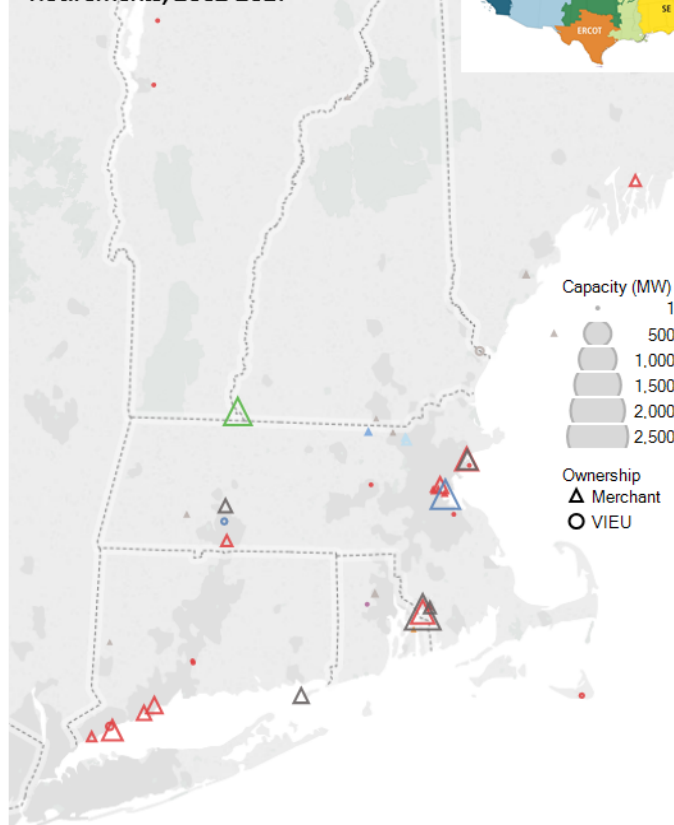 SE
ERCOT
Capacity (MW)
1
500
1,000
1,500
2,000
2,500
Ownership
Merchant
VIEU